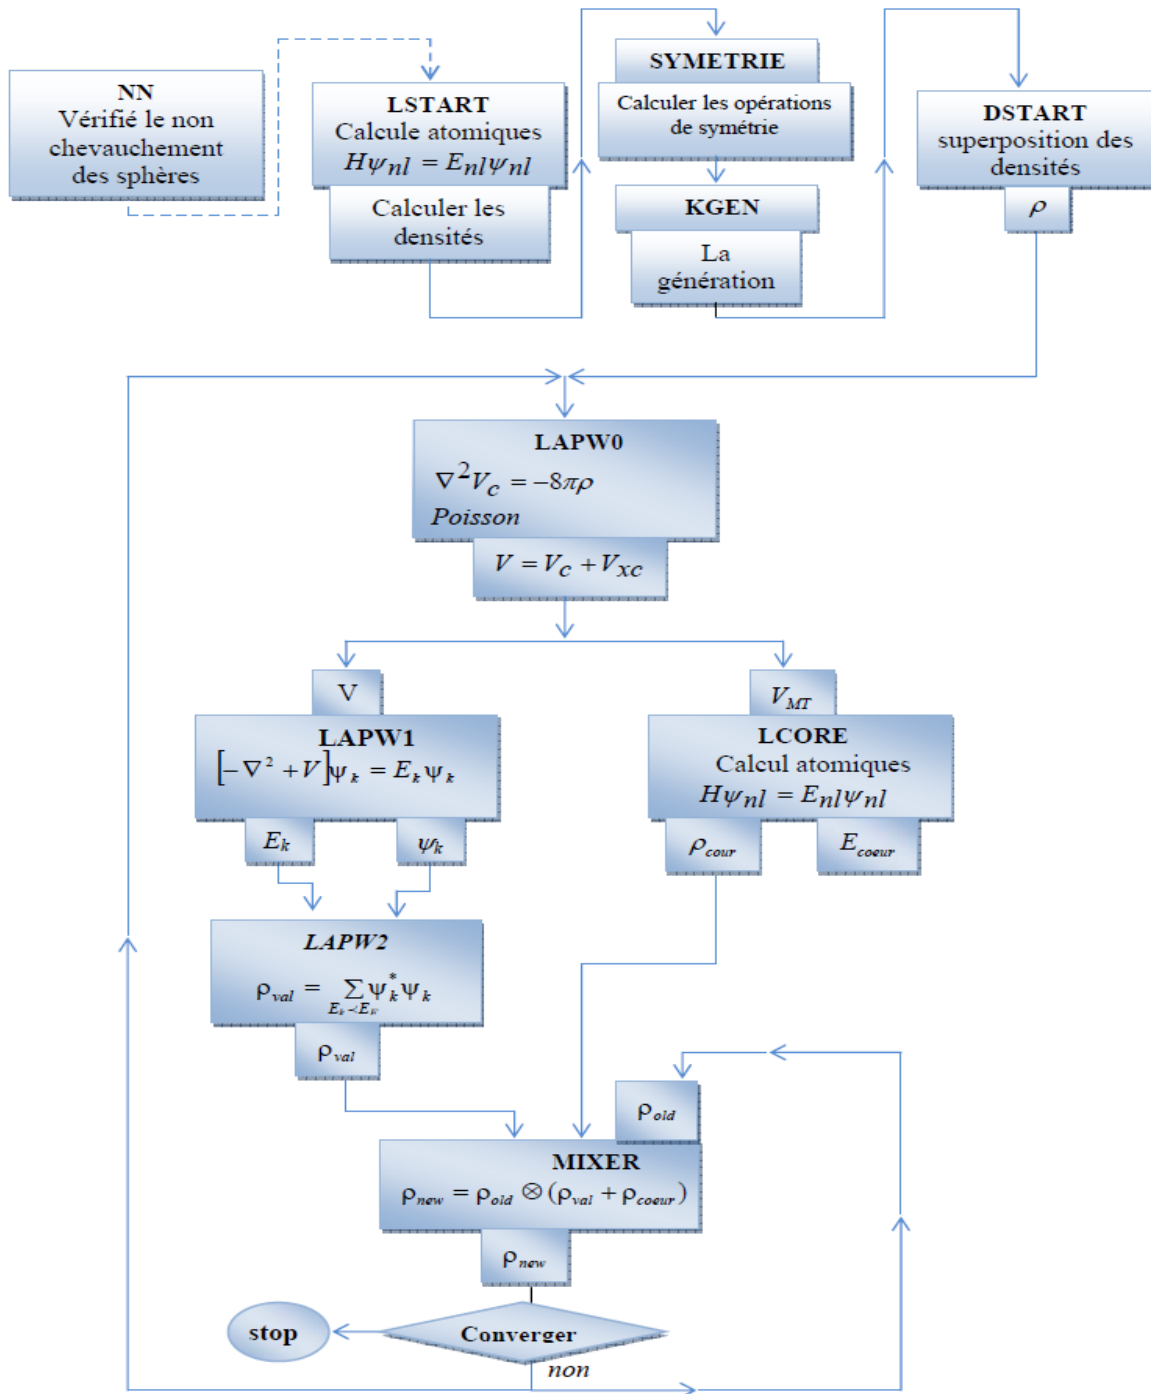 NN
Vérifié le non
chevauchement
des sphères
LSTART
Calcule atomiques
Hψnl = Enlψnl
Calculer les
densités
SYMETRIE
Calculer les opérations
de symétrie
KGEN
La
génération
DSTART
superposition des
densités
ρ
LAPW0
∇²Vc = −8πρ
Poisson
V = Vc + Vxc
V
LAPW1
[−∇² + V]ψk = Ekψk
Ek ψk
VMT
LCORE
Calcul atomiques
Hψnl = Enlψnl
ρcour Ecoeur
LAPW2
ρval = Σ ψk*ψk
Ek≺EF
ρval
ρold
MIXER
ρnew = ρold ⊗ (ρval + ρcoeur)
ρnew
stop
Converger
non